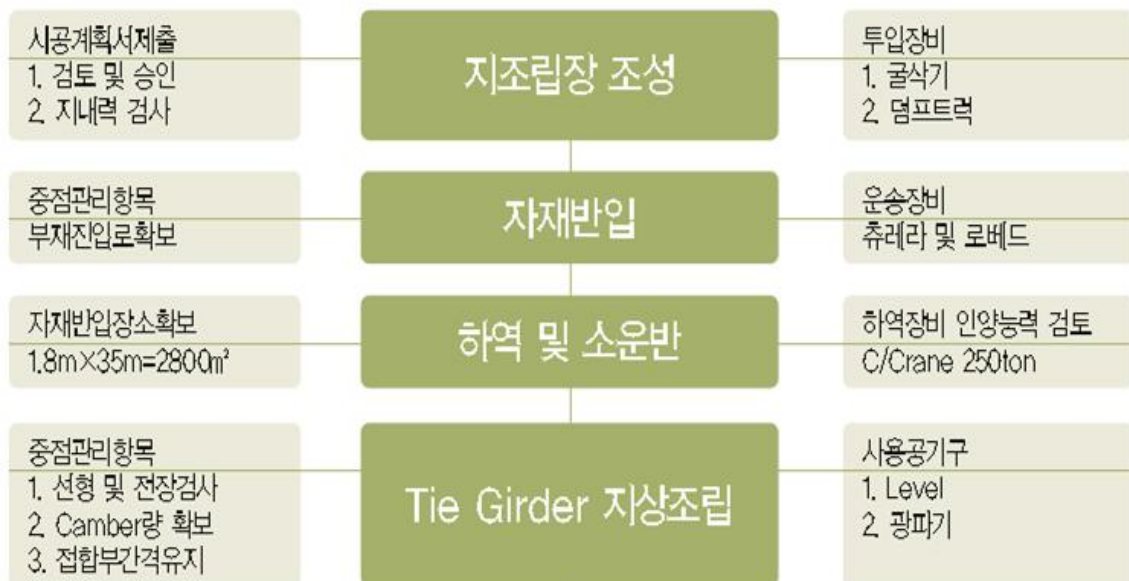 시공계획서제출
1. 검토 및 승인
2. 지내력 검사
지조립장 조성
투입장비
1. 굴삭기
2. 덤프트럭
중점관리항목
부재진입로확보
자재반입
운송장비
츄레라 및 로베드
자재반입장소확보
1.8m×35m=2800㎡
하역 및 소운반
하역장비 인양능력 검토
C/Crane 250ton
중점관리항목
1. 선형 및 전장검사
2. Camber량 확보
3. 접합부간격유지
Tie Girder 지상조립
사용공기구
1. Level
2. 광파기